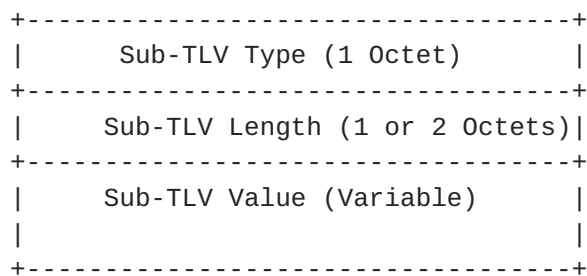 Sub-TLV Type (1 Octet)
Sub-TLV Length (1 or 2 Octets)
Sub-TLV Value (Variable)